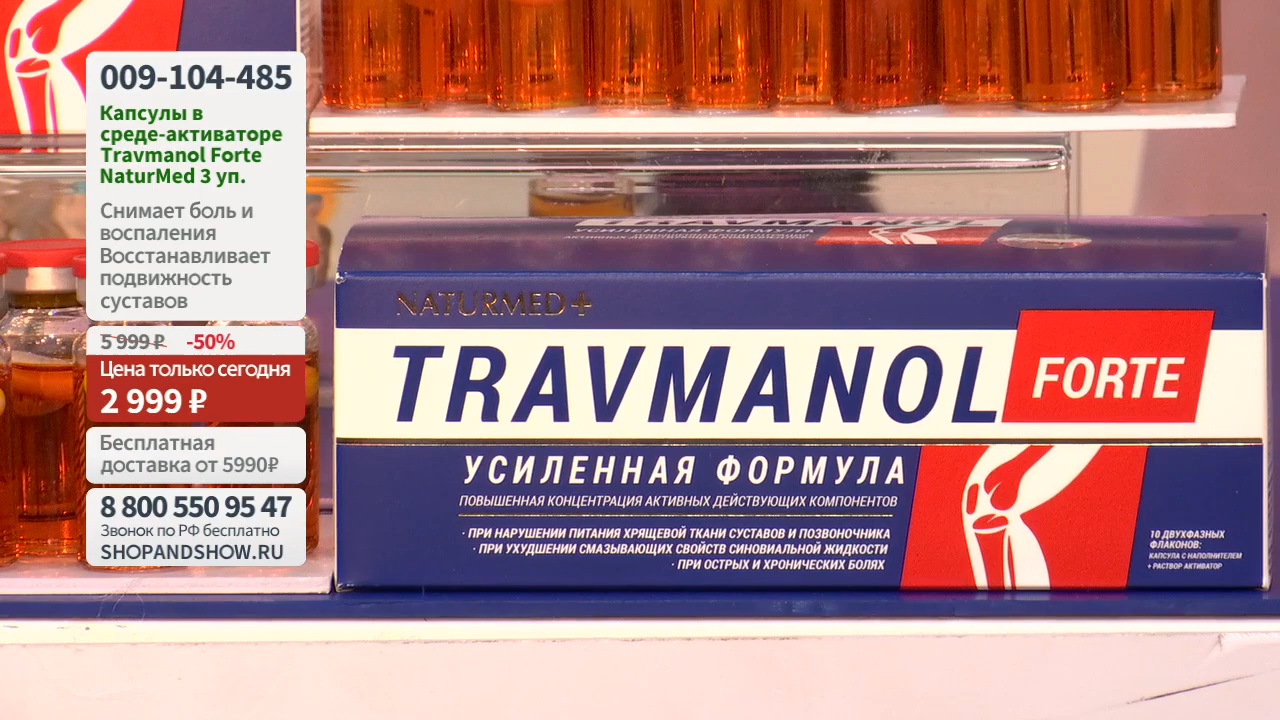 009-104-485
Капсулы в
среде-активаторе
Travmanol Forte
NaturMed 3 уп.
Снимает боль и
воспаления
Восстанавливает
подвижность
суставов
5 999 ₽ -50%
Цена только сегодня
2 999 ₽
Бесплатная
доставка от 5990₽
8 800 550 95 47
Звонок по РФ бесплатно
SHOPANDSHOW.RU
TRAVMANOL
УСИЛЕННАЯ ФОРМУЛА
NATURMED+
TRAVMANOL
FORTE
УСИЛЕННАЯ ФОРМУЛА
ПОВЫШЕННАЯ КОНЦЕНТРАЦИЯ АКТИВНЫХ ДЕЙСТВУЮЩИХ КОМПОНЕНТОВ
· ПРИ НАРУШЕНИИ ПИТАНИЯ ХРЯЩЕВОЙ ТКАНИ СУСТАВОВ И ПОЗВОНОЧНИКА
· ПРИ УХУДШЕНИИ СМАЗЫВАЮЩИХ СВОЙСТВ СИНОВИАЛЬНОЙ ЖИДКОСТИ
· ПРИ ОСТРЫХ И ХРОНИЧЕСКИХ БОЛЯХ
10 ДВУХФАЗНЫХ
ФЛАКОНОВ:
КАПСУЛА С НАПОЛНИТЕЛЕМ
+ РАСТВОР АКТИВАТОР